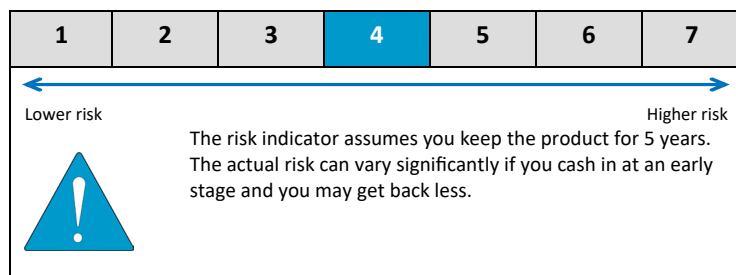 1 2 3 4 5 6 7
Lower risk Higher risk
The risk indicator assumes you keep the product for 5 years.
The actual risk can vary significantly if you cash in at an early
stage and you may get back less.
!